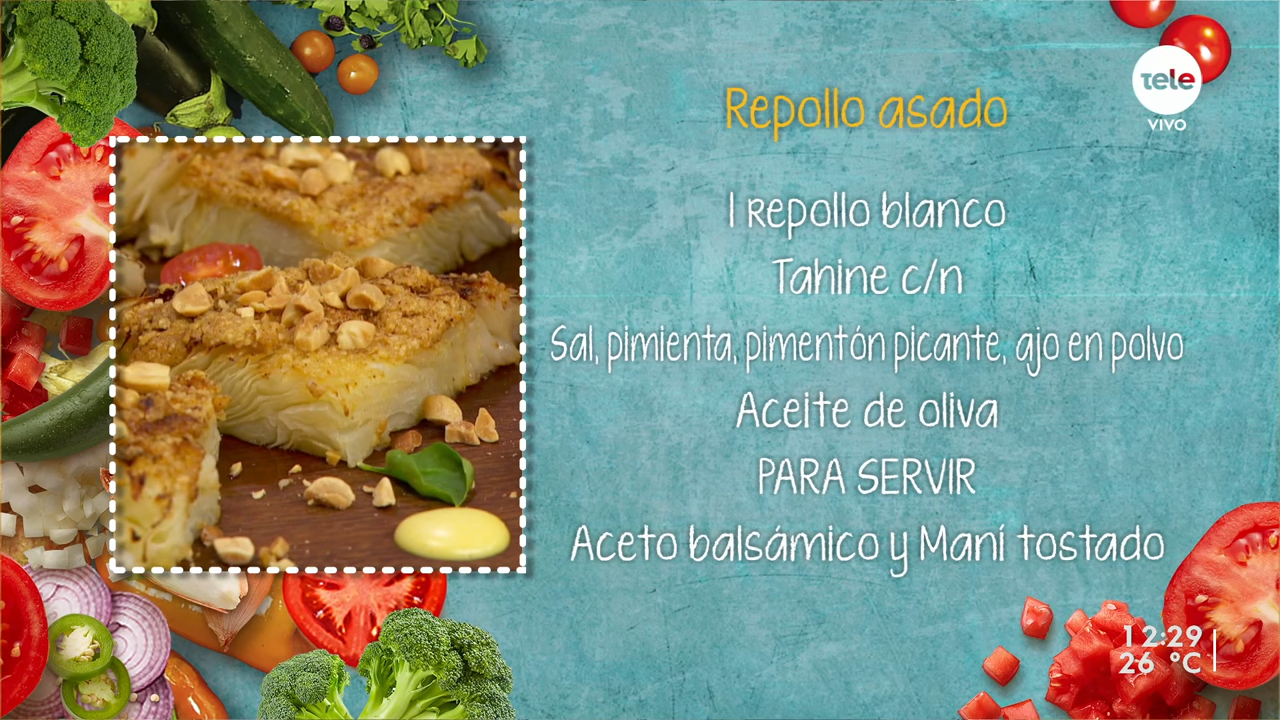 Repollo asado
1 Repollo blanco
Tahine c/n
Sal, pimienta, pimentón picante, ajo en polvo
Aceite de oliva
PARA SERVIR
Aceto balsámico y Maní tostado
tele
VIVO
12:29
26 °C